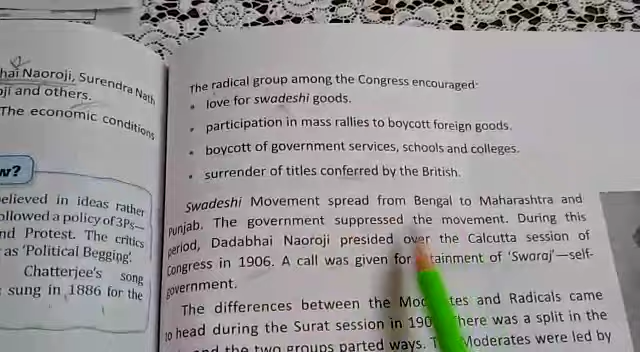 hai Naoroji, Surendra Nath
ji and others.
The economic conditions
w?
elieved in ideas rather
ollowed a policy of 3Ps—
nd Protest. The critics
as 'Political Begging'.
Chatterjee's song
sung in 1886 for the
The radical group among the Congress encouraged:
• love for swadeshi goods.
• participation in mass rallies to boycott foreign goods.
• boycott of government services, schools and colleges.
• surrender of titles conferred by the British.
Swadeshi Movement spread from Bengal to Maharashtra and
Punjab. The government suppressed the movement. During this
period, Dadabhai Naoroji presided over the Calcutta session of
Congress in 1906. A call was given for tainment of 'Swaraj'—self-
government.
The differences between the Mod tes and Radicals came
to head during the Surat session in 190 here was a split in the
and the two groups parted ways. T Moderates were led by